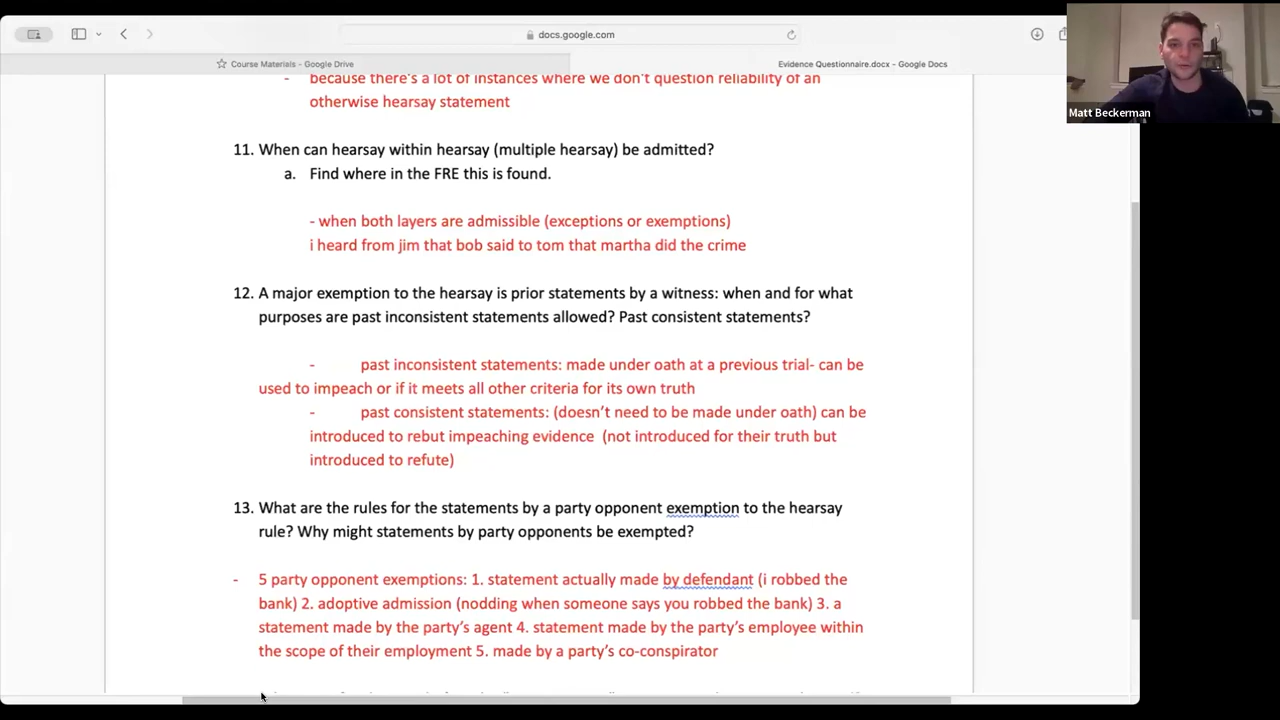 docs.google.com
Course Materials - Google Drive
Evidence Questionnaire.docx - Google Docs
Matt Beckerman
- because there's a lot of instances where we don't question reliability of an
otherwise hearsay statement
11. When can hearsay within hearsay (multiple hearsay) be admitted?
a. Find where in the FRE this is found.
- when both layers are admissible (exceptions or exemptions)
i heard from jim that bob said to tom that martha did the crime
12. A major exemption to the hearsay is prior statements by a witness: when and for what
purposes are past inconsistent statements allowed? Past consistent statements?
- past inconsistent statements: made under oath at a previous trial- can be
used to impeach or if it meets all other criteria for its own truth
- past consistent statements: (doesn't need to be made under oath) can be
introduced to rebut impeaching evidence (not introduced for their truth but
introduced to refute)
13. What are the rules for the statements by a party opponent exemption to the hearsay
rule? Why might statements by party opponents be exempted?
- 5 party opponent exemptions: 1. statement actually made by defendant (i robbed the
bank) 2. adoptive admission (nodding when someone says you robbed the bank) 3. a
statement made by the party's agent 4. statement made by the party's employee within
the scope of their employment 5. made by a party's co-conspirator